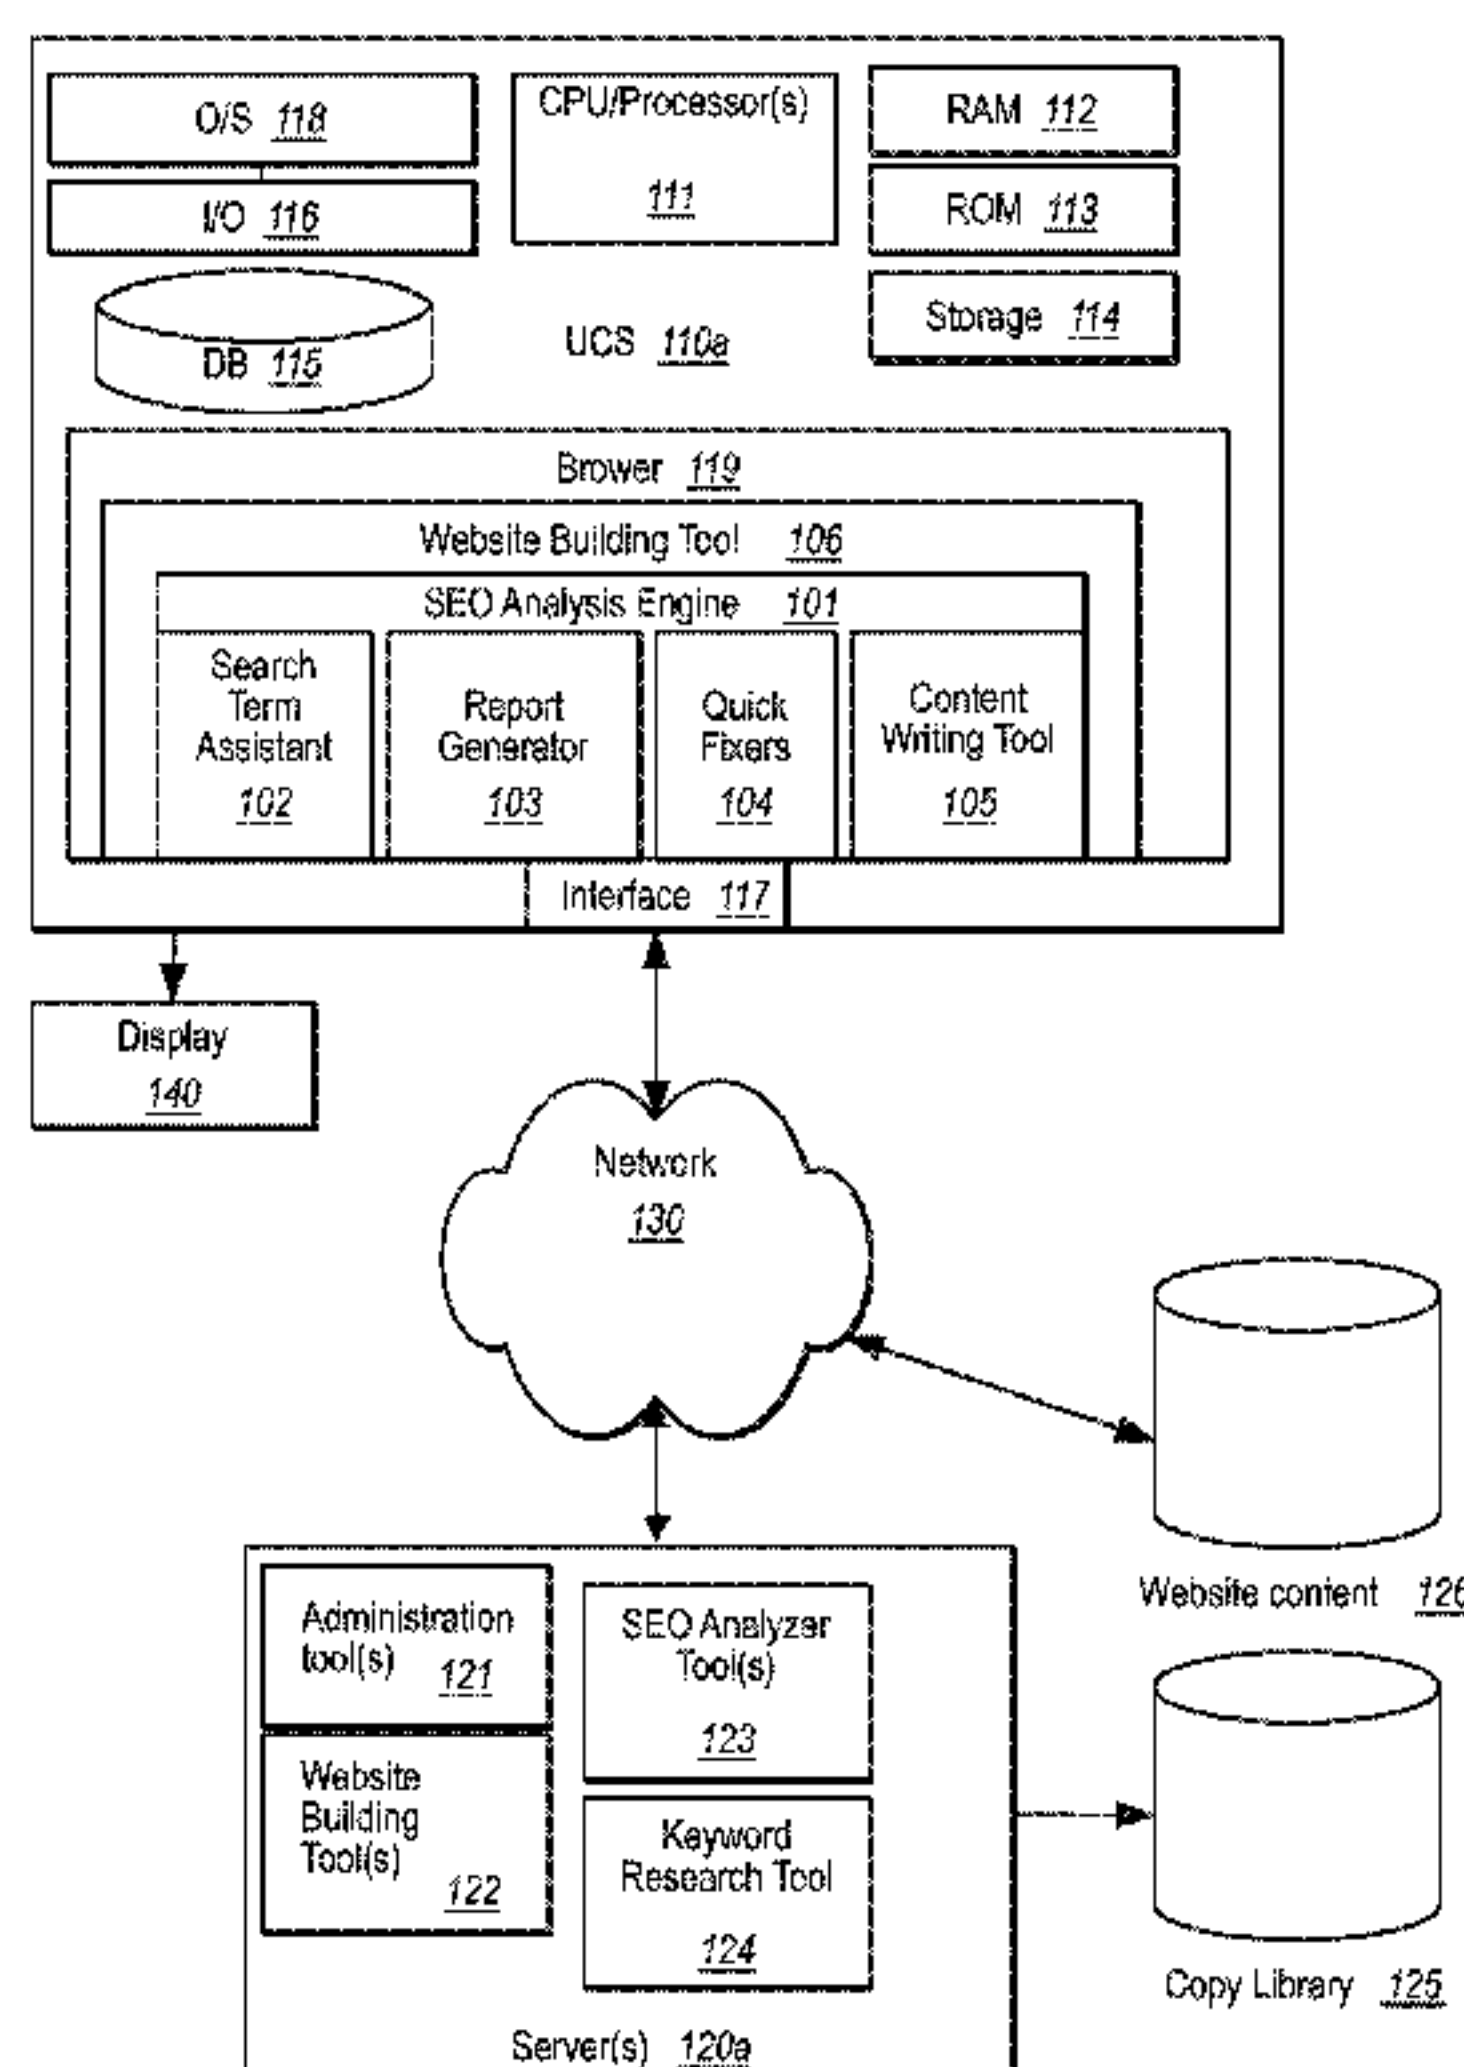 O/S 118
CPU/Processor(s)
111
RAM 112
I/O 116
ROM 113
DB 115
UCS 110a
Storage 114
Brower 119
Website Building Tool 106
SEO Analysis Engine 101
Search
Term
Assistant
102
Report
Generator
103
Quick
Fixers
104
Content
Writing Tool
105
Interface 117
Display
140
Network
130
Website content 126
Administration
tool(s) 121
SEO Analyzer
Tool(s)
123
Website
Building
Tool(s)
122
Keyword
Research Tool
124
Copy Library 125
Server(s) 120a